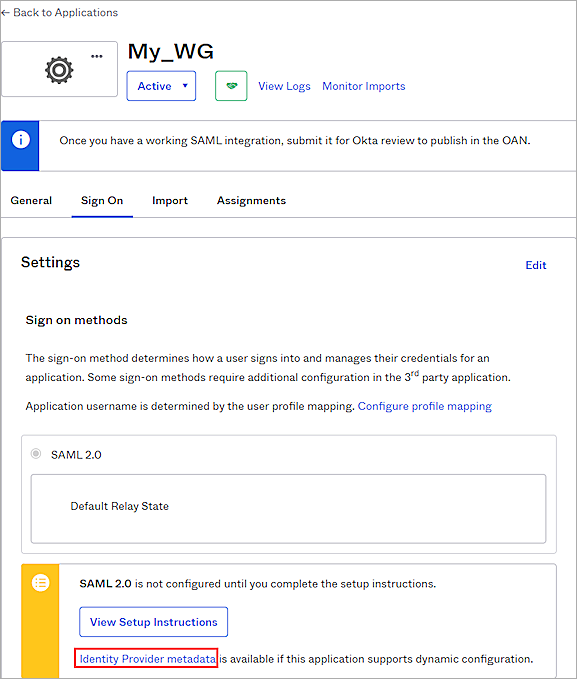 ← Back to Applications
My_WG
Active ▼
View Logs Monitor Imports
Once you have a working SAML integration, submit it for Okta review to publish in the OAN.
General Sign On Import Assignments
Settings
Edit
Sign on methods
The sign-on method determines how a user signs into and manages their credentials for an
application. Some sign-on methods require additional configuration in the 3rd party application.
Application username is determined by the user profile mapping. Configure profile mapping
SAML 2.0
Default Relay State
SAML 2.0 is not configured until you complete the setup instructions.
View Setup Instructions
Identity Provider metadata is available if this application supports dynamic configuration.